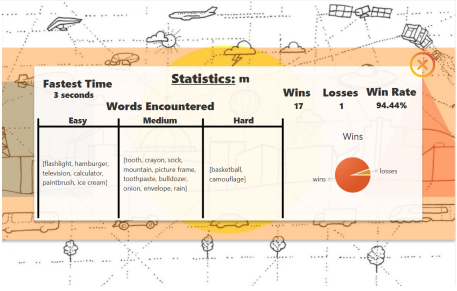 Statistics: m
Fastest Time
3 seconds
Wins Losses Win Rate
17 1 94.44%
Words Encountered
Easy Medium Hard
[flashlight, hamburger,
television, calculator,
paintbrush, ice cream]
[tooth, crayon, sock,
mountain, picture frame,
toothpaste, bulldozer,
onion, envelope, rain]
[basketball,
camouflage]
Wins
wins
losses